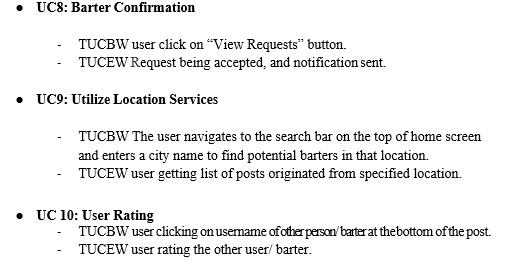 ● UC8: Barter Confirmation
- TUCBW user click on “View Requests” button.
- TUCEW Request being accepted, and notification sent.
● UC9: Utilize Location Services
- TUCBW The user navigates to the search bar on the top of home screen
and enters a city name to find potential barters in that location.
- TUCEW user getting list of posts originated from specified location.
● UC 10: User Rating
- TUCBW user clicking on username of other person/ barter at the bottom of the post.
- TUCEW user rating the other user/ barter.